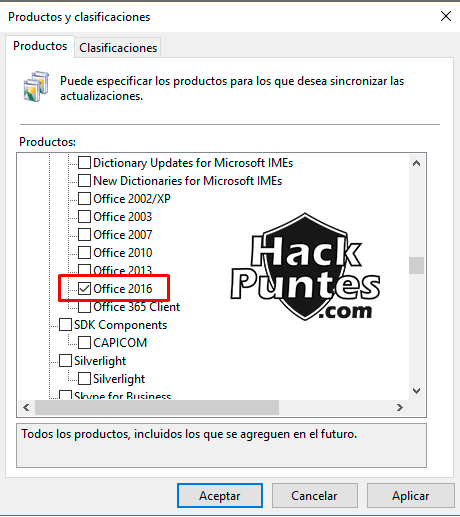 Productos y clasificaciones
Productos
Clasificaciones
Puede especificar los productos para los que desea sincronizar las
actualizaciones.
Productos:
Dictionary Updates for Microsoft IMEs
New Dictionaries for Microsoft IMEs
Office 2002/XP
Office 2003
Office 2007
Office 2010
Office 2013
Office 2016
Office 365 Client
SDK Components
CAPICOM
Silverlight
Silverlight
Skype for Business
Hack
Puntes
.com
Todos los productos, incluidos los que se agreguen en el futuro.
Aceptar
Cancelar
Aplicar